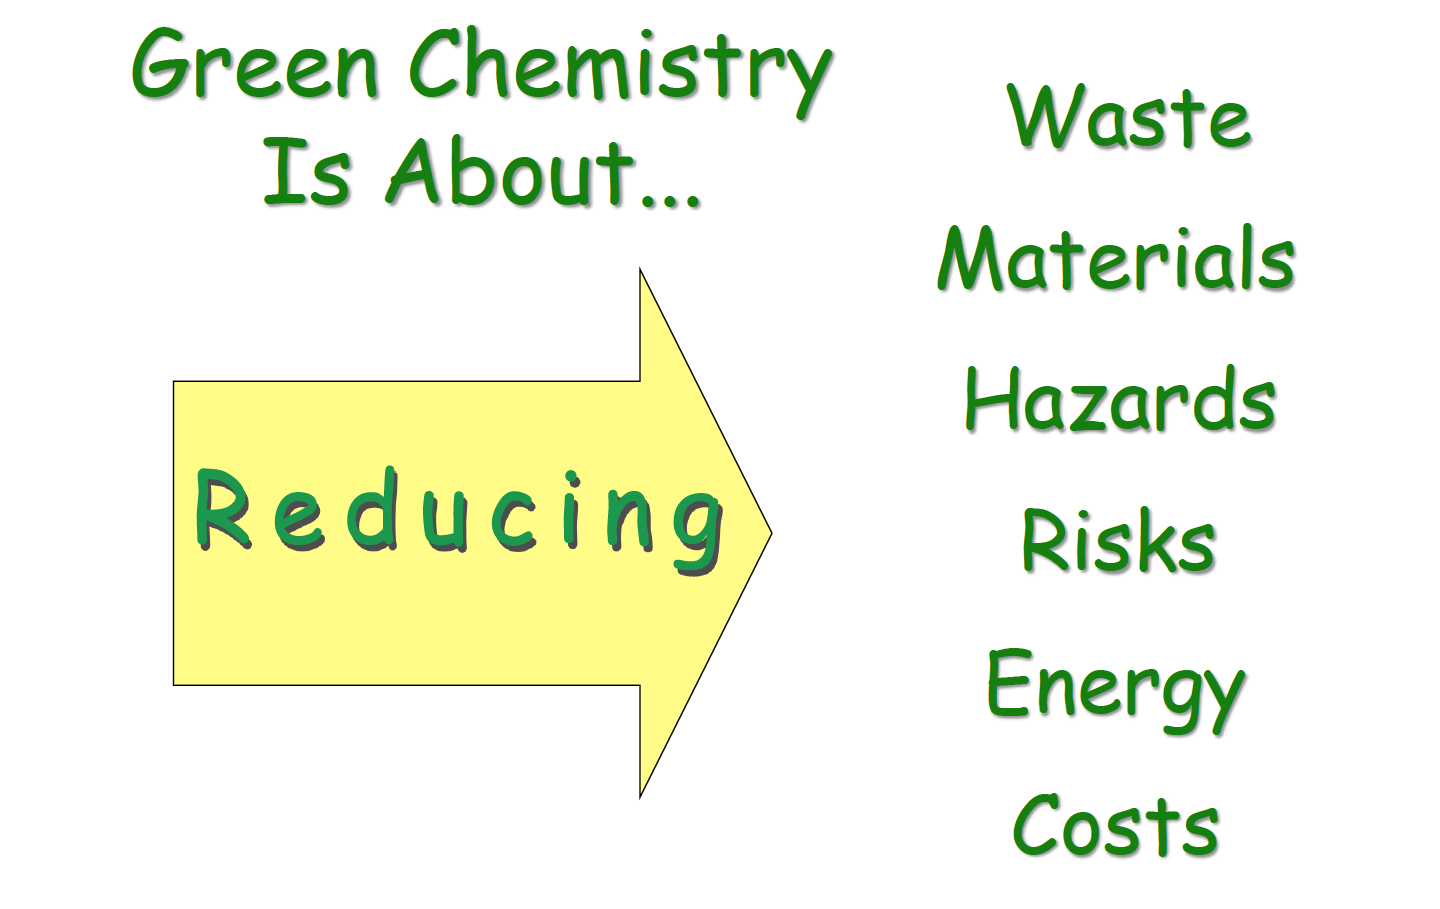 Green Chemistry
Is About...
Reducing
Waste
Materials
Hazards
Risks
Energy
Costs